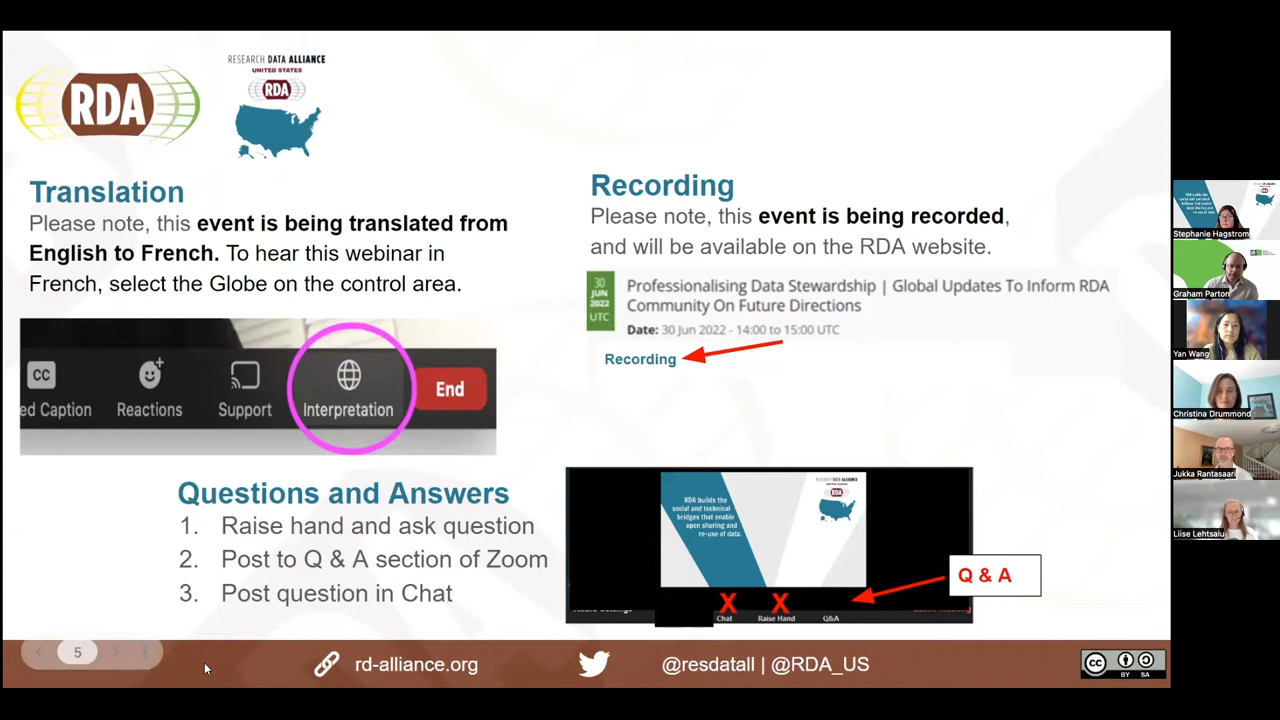 RDA
RESEARCH DATA ALLIANCE
UNITED STATES
RDA
Translation
Please note, this event is being translated from
English to French. To hear this webinar in
French, select the Globe on the control area.
CC
ed Caption
Reactions
Support
Interpretation
End
Recording
Please note, this event is being recorded,
and will be available on the RDA website.
30
JUN
2022
UTC
Professionalising Data Stewardship | Global Updates To Inform RDA
Community On Future Directions
Date: 30 Jun 2022 - 14:00 to 15:00 UTC
Recording
Questions and Answers
1. Raise hand and ask question
2. Post to Q & A section of Zoom
3. Post question in Chat
RESEARCH DATA ALLIANCE
RDA
RDA builds the
social and technical
bridges that enable
open sharing and
re-use of data.
Q & A
X X
Chat
Raise Hand
Q&A
5
rd-alliance.org
@resdatall | @RDA_US
CC BY SA
Stephanie Hagstrom
Graham Parton
Yan Wang
Christina Drummond
Jukka Rantasaari
Liise Lehtsalu